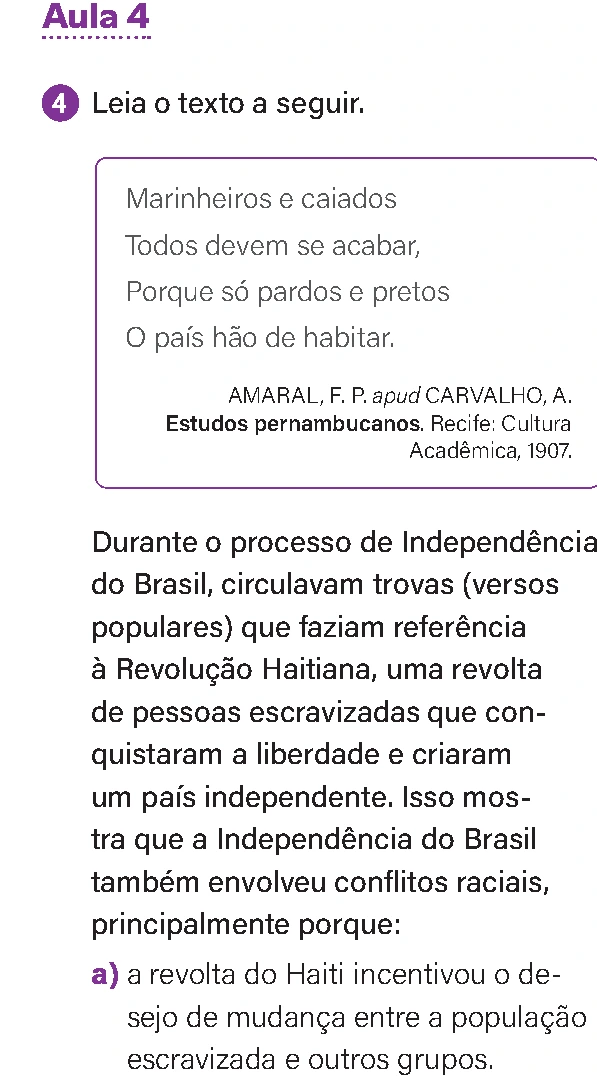 Aula 4
4 Leia o texto a seguir.
Marinheiros e caiados
Todos devem se acabar,
Porque só pardos e pretos
O país hão de habitar.
AMARAL, F. P. apud CARVALHO, A.
Estudos pernambucanos. Recife: Cultura
Acadêmica, 1907.
Durante o processo de Independência
do Brasil, circulavam trovas (versos
populares) que faziam referência
à Revolução Haitiana, uma revolta
de pessoas escravizadas que con-
quistaram a liberdade e criaram
um país independente. Isso mos-
tra que a Independência do Brasil
também envolveu conflitos raciais,
principalmente porque:
a) a revolta do Haiti incentivou o de-
sejo de mudança entre a população
escravizada e outros grupos.